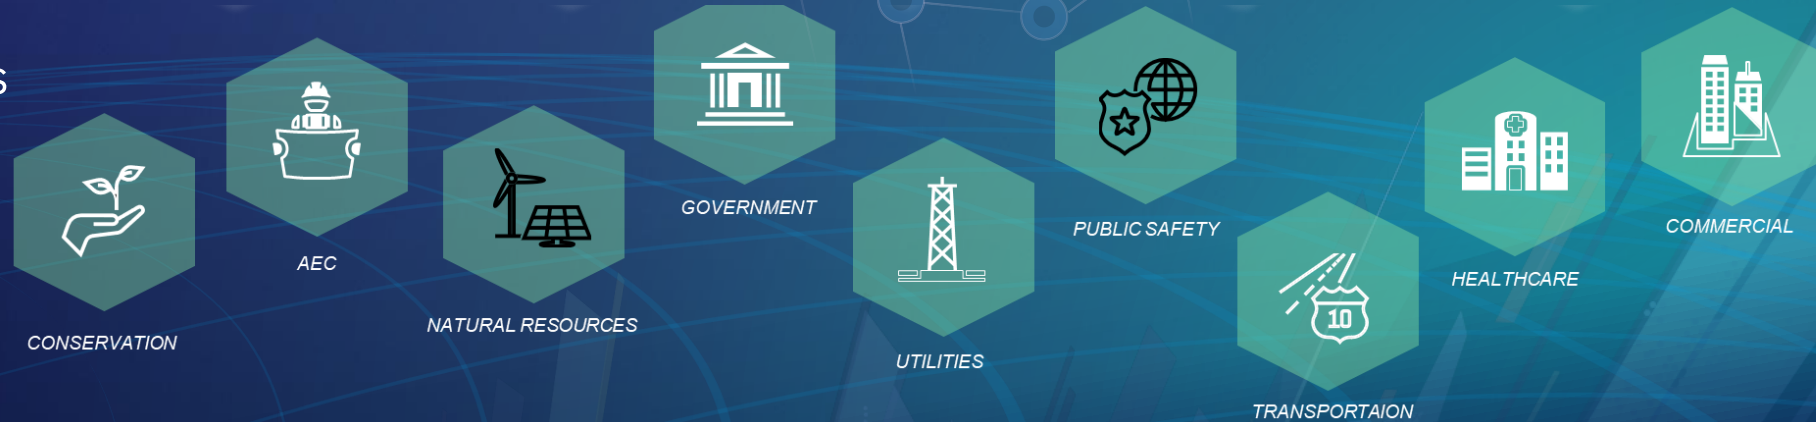 s
CONSERVATION
AEC
NATURAL RESOURCES
GOVERNMENT
UTILITIES
PUBLIC SAFETY
10
TRANSPORTAION
HEALTHCARE
COMMERCIAL